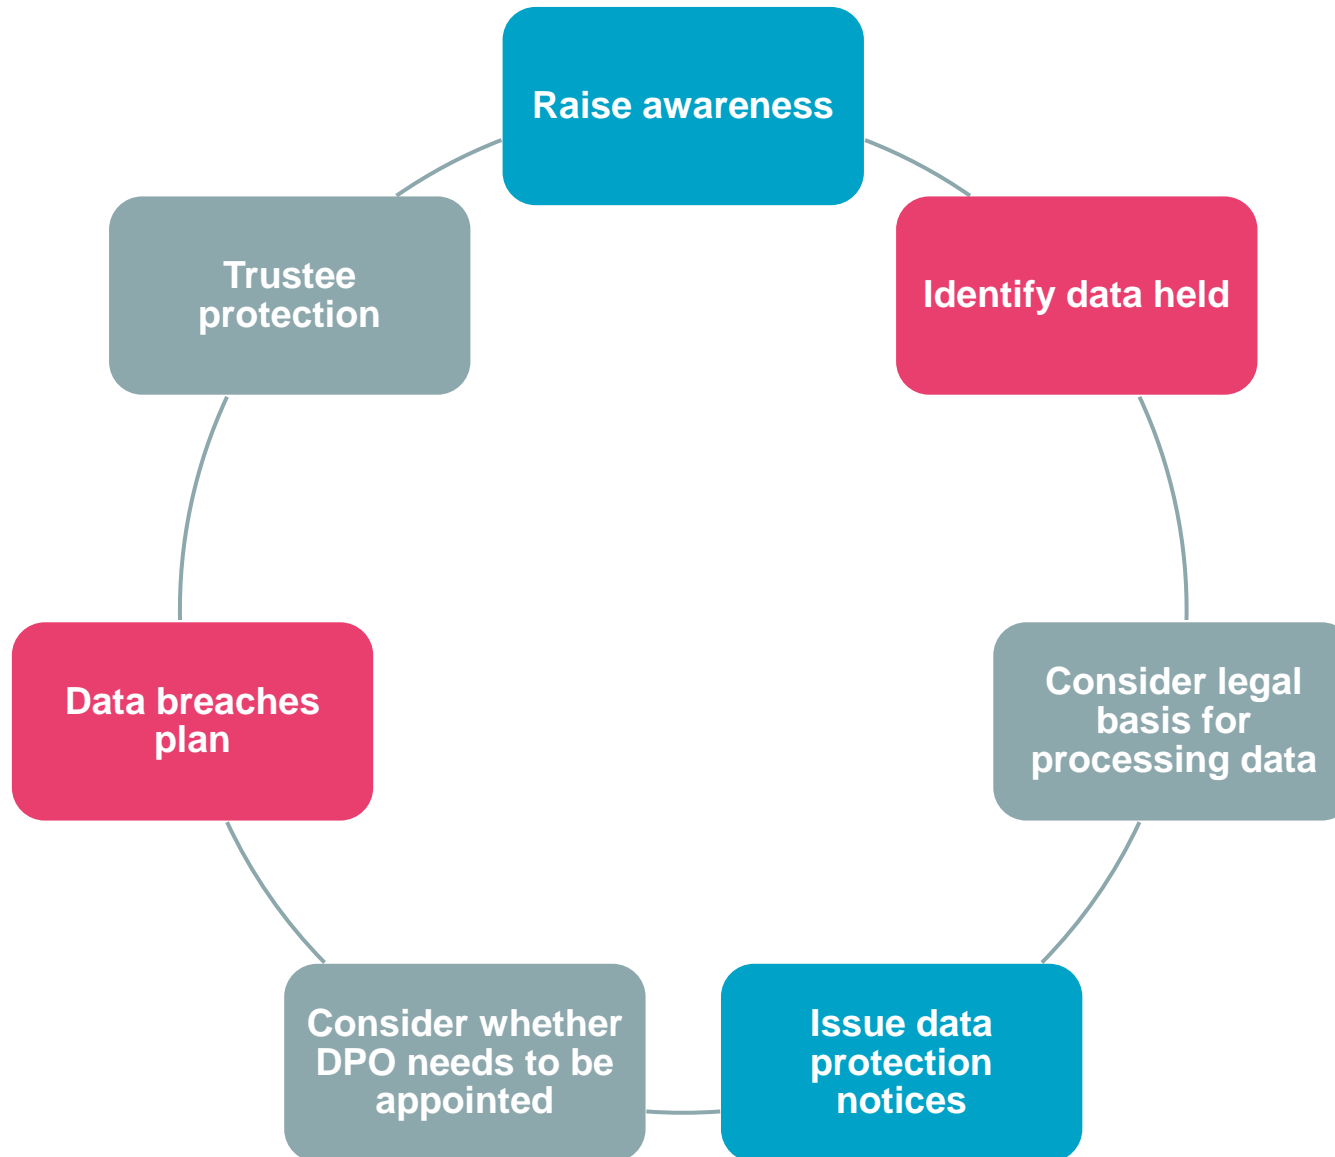 Raise awareness
Identify data held
Consider legal
basis for
processing data
Issue data
protection
notices
Consider whether
DPO needs to be
appointed
Data breaches
plan
Trustee
protection